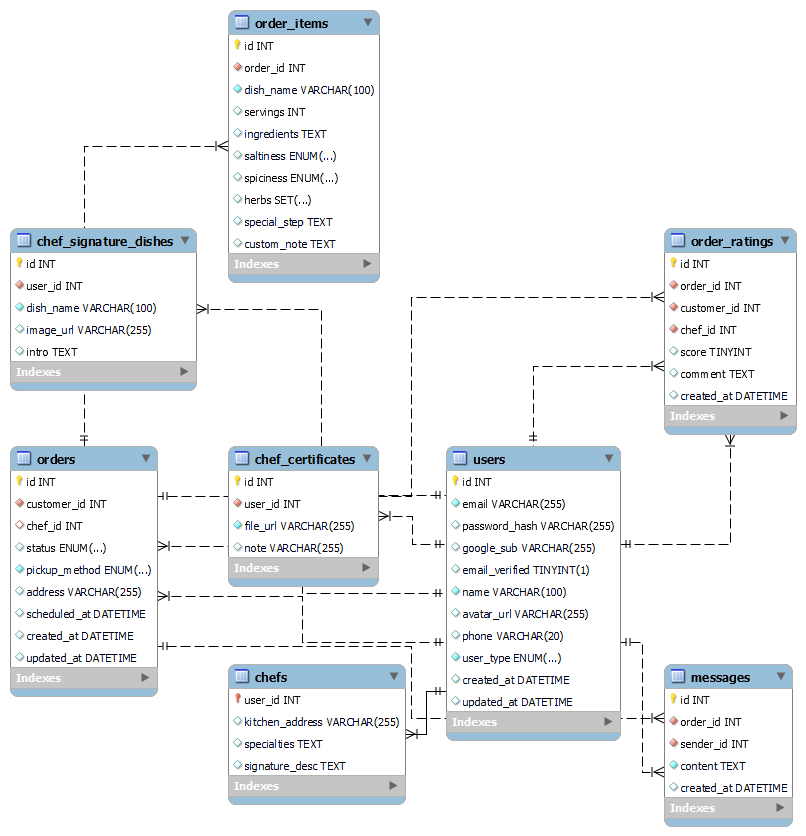 order_items
id INT
order_id INT
dish_name VARCHAR(100)
servings INT
ingredients TEXT
saltiness ENUM(...)
spiciness ENUM(...)
herbs SET(...)
special_step TEXT
custom_note TEXT
Indexes
chef_signature_dishes
id INT
user_id INT
dish_name VARCHAR(100)
image_url VARCHAR(255)
intro TEXT
Indexes
order_ratings
id INT
order_id INT
customer_id INT
chef_id INT
score TINYINT
comment TEXT
created_at DATETIME
Indexes
orders
id INT
customer_id INT
chef_id INT
status ENUM(...)
pickup_method ENUM(...)
address VARCHAR(255)
scheduled_at DATETIME
created_at DATETIME
updated_at DATETIME
Indexes
chef_certificates
id INT
user_id INT
file_url VARCHAR(255)
note VARCHAR(255)
Indexes
users
id INT
email VARCHAR(255)
password_hash VARCHAR(255)
google_sub VARCHAR(255)
email_verified TINYINT(1)
name VARCHAR(100)
avatar_url VARCHAR(255)
phone VARCHAR(20)
user_type ENUM(...)
created_at DATETIME
updated_at DATETIME
Indexes
chefs
user_id INT
kitchen_address VARCHAR(255)
specialties TEXT
signature_desc TEXT
Indexes
messages
id INT
order_id INT
sender_id INT
content TEXT
created_at DATETIME
Indexes